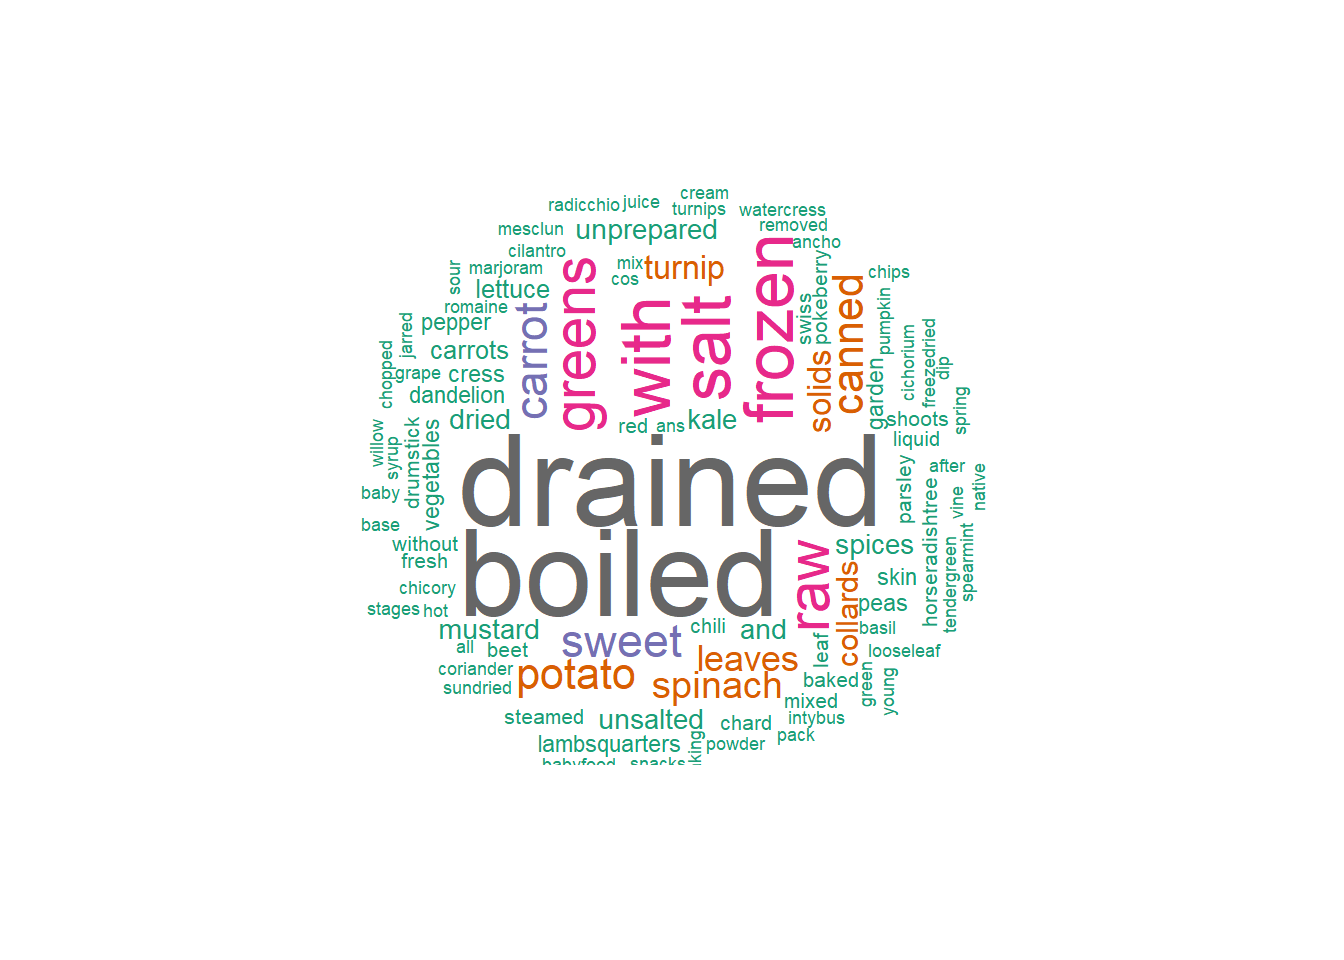 cream
radicchio
juice
turnips
watercress
mesclun
unprepared
removed
cilantro
ancho
sour
marjoram
mix
turnip
frozen
cos
chips
lettuce
greens
with
salt
swiss
pokeberry
canned
pumpkin
romaine
carrot
jarred
pepper
chopped
carrots
solids
garden
cichorium
freezedried
dip
grape
cress
dandelion
spring
dried
red
ans
kale
shoots
liquid
willow
syrup
drumstick
vegetables
drained
parsley
after
baby
horseradishtree
vine
native
base
boiled
without
fresh
raw
spices
tendergreen
spearmint
chicory
skin
collards
peas
stages
hot
mustard
sweet
chili
and
leaf
basil
all
beet
leaves
looseleaf
coriander
sundried
potato
spinach
baked
green
young
mixed
steamed
unsalted
chard
intybus
pack
lambsquarters
king
powder
babyfood
snacks